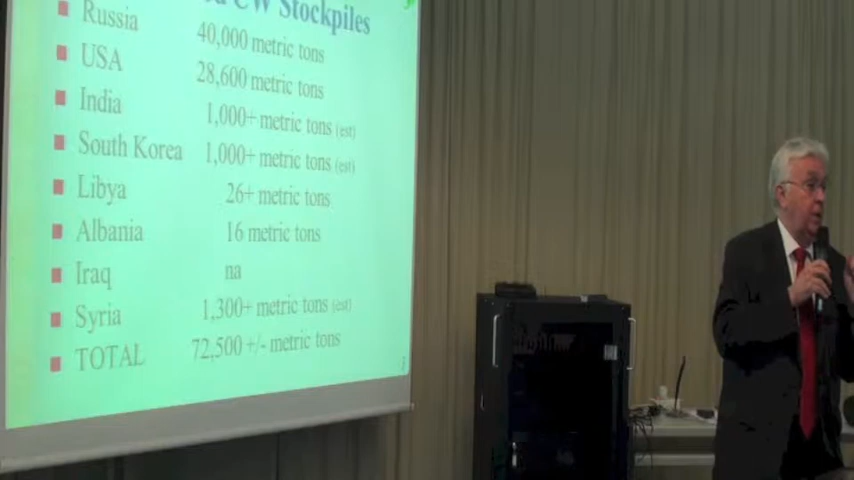 CW Stockpiles
Russia 40,000 metric tons
USA 28,600 metric tons
India 1,000+ metric tons (est)
South Korea 1,000+ metric tons (est)
Libya 26+ metric tons
Albania 16 metric tons
Iraq na
Syria 1,300+ metric tons (est)
TOTAL 72,500 +/- metric tons